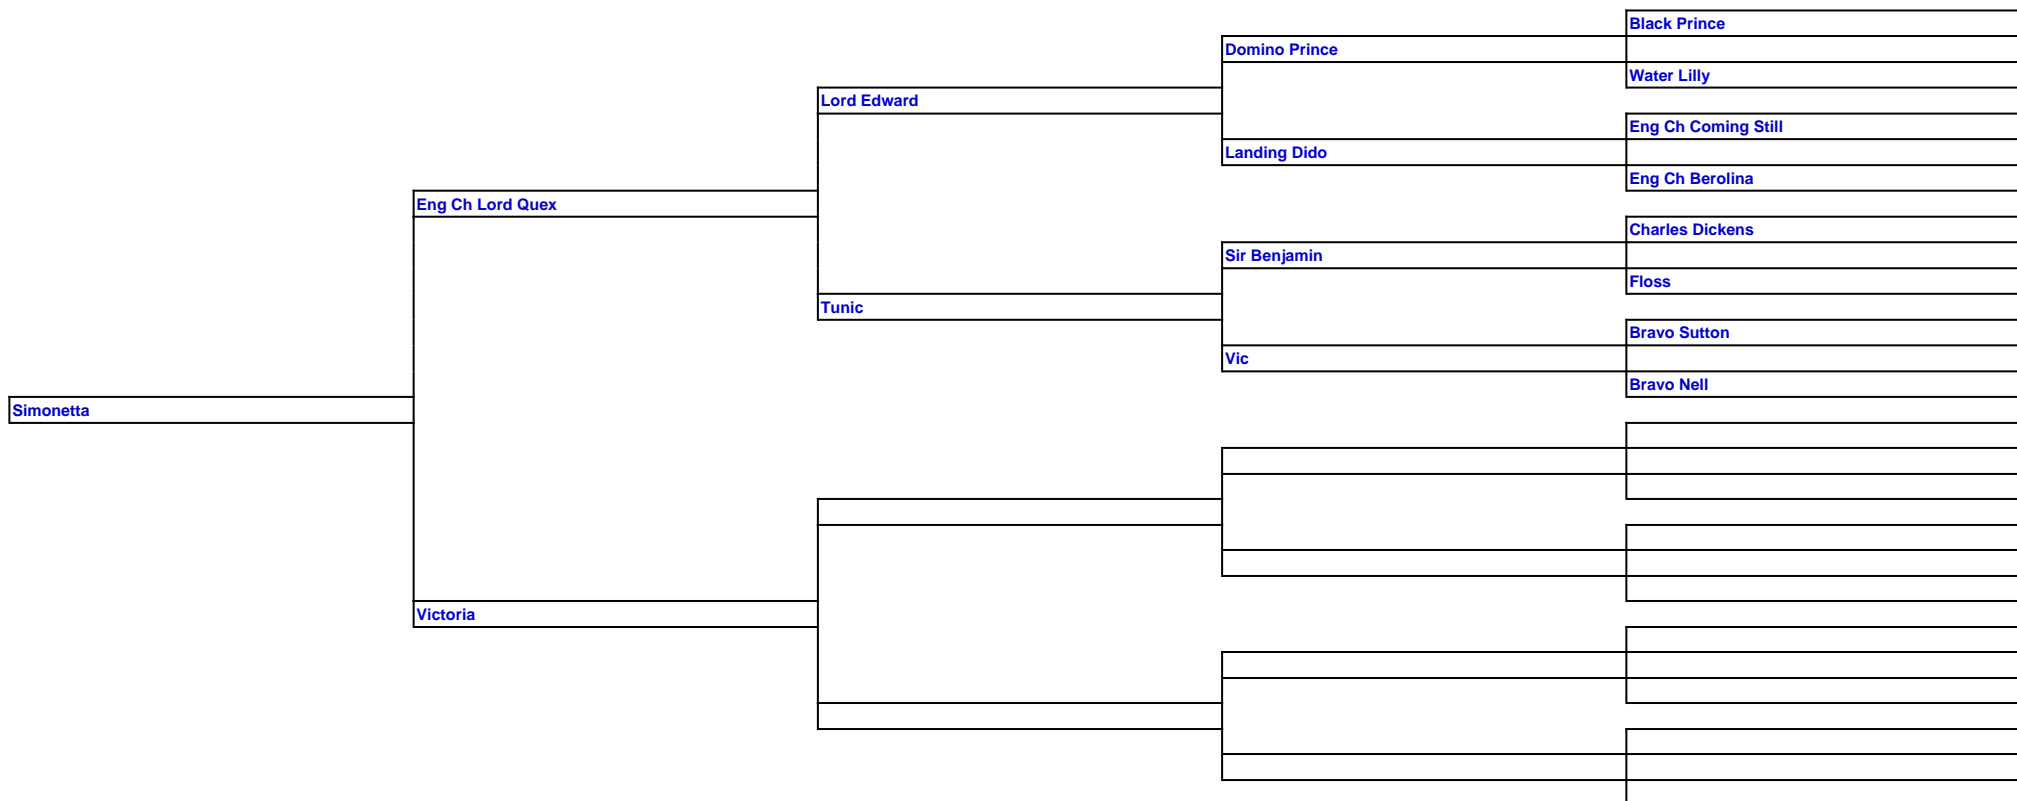 Black Prince
Domino Prince
Water Lilly
Lord Edward
Eng Ch Coming Still
Landing Dido
Eng Ch Berolina
Eng Ch Lord Quex
Charles Dickens
Sir Benjamin
Floss
Tunic
Bravo Sutton
Vic
Bravo Nell
Simonetta
Victoria